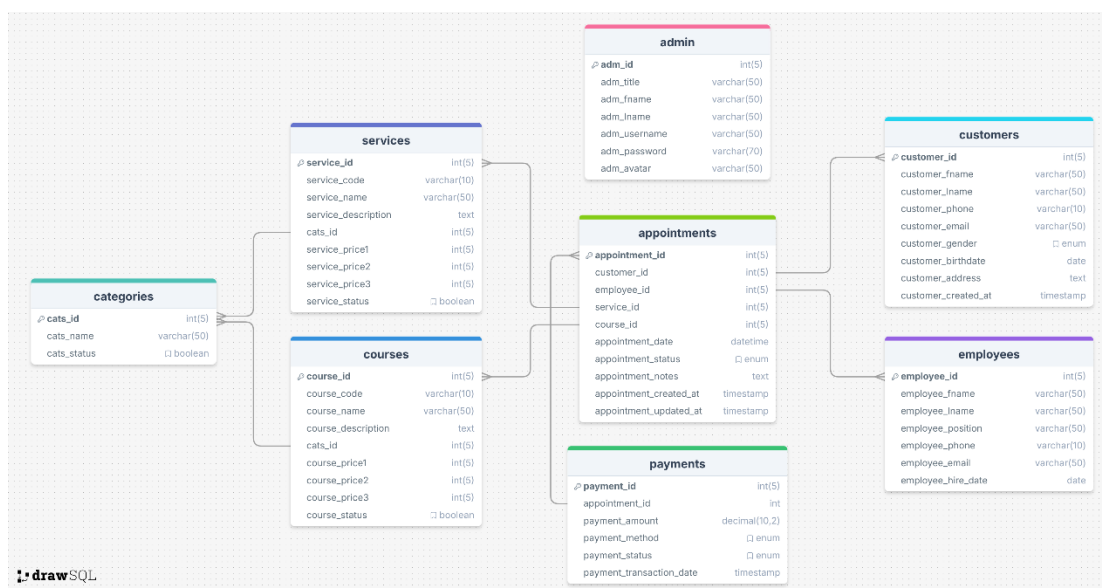 admin
adm_id int(5)
adm_title varchar(50)
adm_fname varchar(50)
adm_lname varchar(50)
adm_username varchar(50)
adm_password varchar(70)
adm_avatar varchar(50)
services
service_id int(5)
service_code varchar(10)
service_name varchar(50)
service_description text
cats_id int(5)
service_price1 int(5)
service_price2 int(5)
service_price3 int(5)
service_status boolean
customers
customer_id int(5)
customer_fname varchar(50)
customer_lname varchar(50)
customer_phone varchar(10)
customer_email varchar(50)
customer_gender enum
customer_birthdate date
customer_address text
customer_created_at timestamp
appointments
appointment_id int(5)
customer_id int(5)
employee_id int(5)
service_id int(5)
course_id int(5)
appointment_date datetime
appointment_status enum
appointment_notes text
appointment_created_at timestamp
appointment_updated_at timestamp
categories
cats_id int(5)
cats_name varchar(50)
cats_status boolean
courses
course_id int(5)
course_code varchar(10)
course_name varchar(50)
course_description text
cats_id int(5)
course_price1 int(5)
course_price2 int(5)
course_price3 int(5)
course_status boolean
employees
employee_id int(5)
employee_fname varchar(50)
employee_lname varchar(50)
employee_position varchar(50)
employee_phone varchar(10)
employee_email varchar(50)
employee_hire_date date
payments
payment_id int(5)
appointment_id int
payment_amount decimal(10,2)
payment_method enum
payment_status enum
payment_transaction_date timestamp
drawSQL